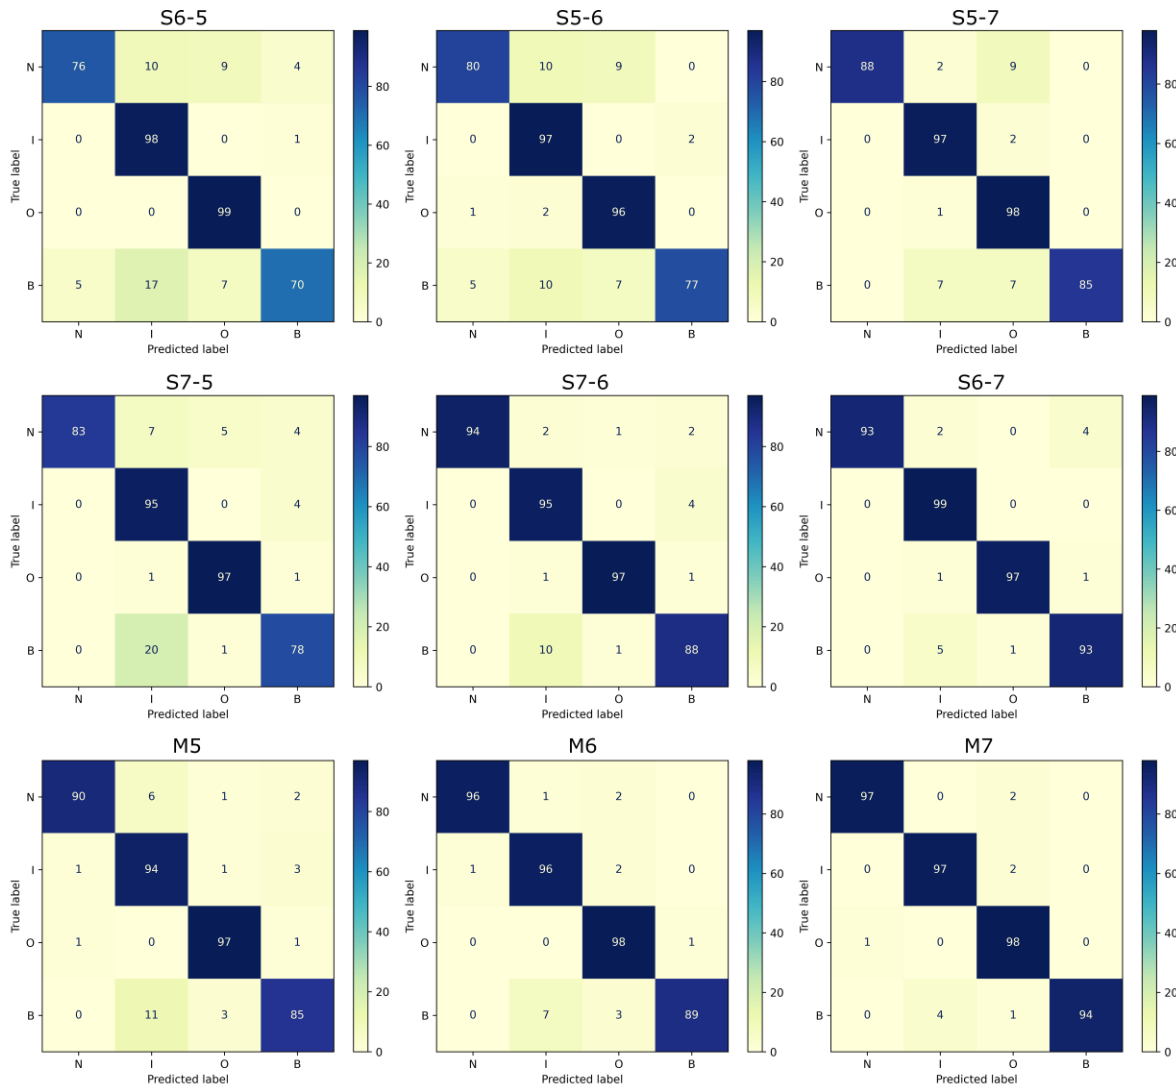 S6-5 S5-6 S5-7
N 76 10 9 4 80 N 80 10 9 0 80 N 88 2 9 0 80
60 60 60
I 0 98 0 1 I 0 97 0 2 I 0 97 2 0
True label True label True label
40 40 40
O 0 0 99 0 O 1 2 96 0 O 0 1 98 0
20 20 20
B 5 17 7 70 B 5 10 7 77 B 0 7 7 85
0 0 0
N I O B N I O B N I O B
Predicted label Predicted label Predicted label
S7-5 S7-6 S6-7
N 83 7 5 4 80 N 94 2 1 2 80 N 93 2 0 4 80
60 60 60
I 0 95 0 4 I 0 95 0 4 I 0 99 0 0
True label True label True label
40 40 40
O 0 1 97 1 O 0 1 97 1 O 0 1 97 1
20 20 20
B 0 20 1 78 B 0 10 1 88 B 0 5 1 93
0 0 0
N I O B N I O B N I O B
Predicted label Predicted label Predicted label
M5 M6 M7
N 90 6 1 2 80 N 96 1 2 0 80 N 97 0 2 0 80
60 60 60
I 1 94 1 3 I 1 96 2 0 I 0 97 2 0
True label True label True label
40 40 40
O 1 0 97 1 O 0 0 98 1 O 1 0 98 0
20 20 20
B 0 11 3 85 B 0 7 3 89 B 0 4 1 94
0 0 0
N I O B N I O B N I O B
Predicted label Predicted label Predicted label